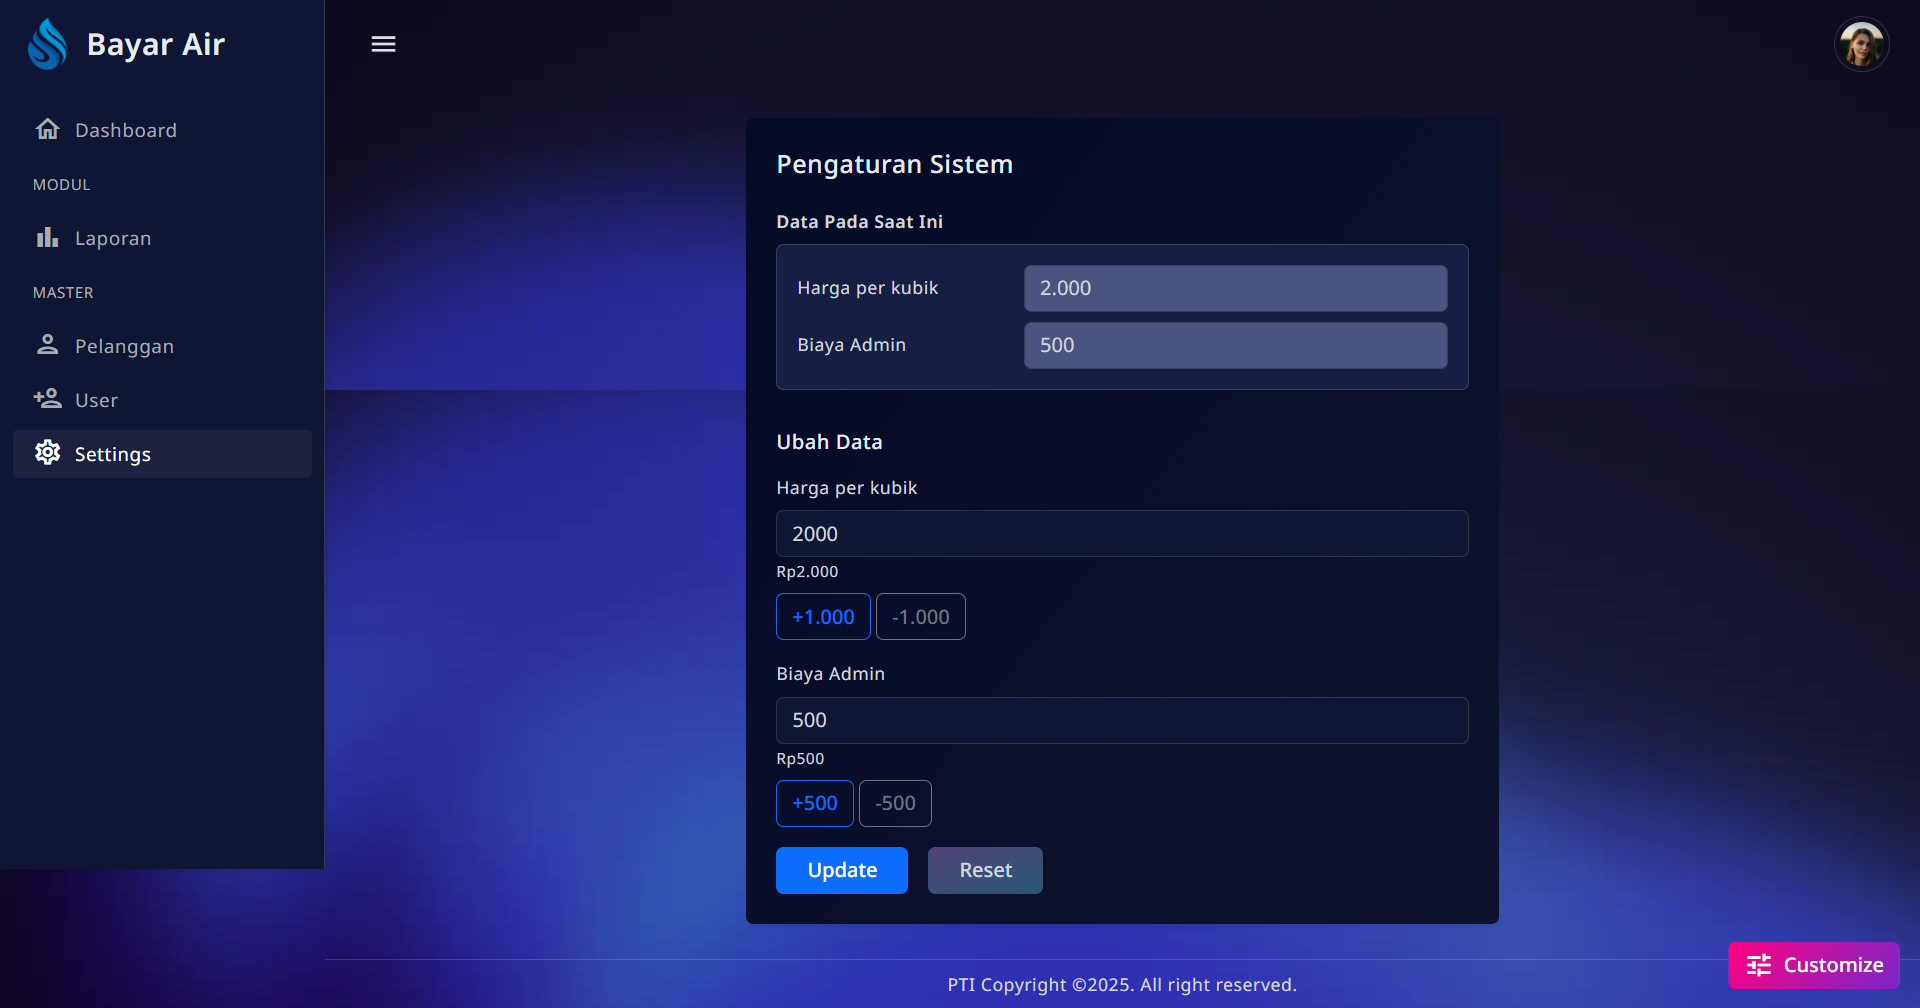 Bayar Air
Dashboard
MODUL
Laporan
MASTER
Pelanggan
User
Settings
Pengaturan Sistem
Data Pada Saat Ini
Harga per kubik 2.000
Biaya Admin 500
Ubah Data
Harga per kubik
2000
Rp2.000
+1.000 -1.000
Biaya Admin
500
Rp500
+500 -500
Update Reset
Customize
PTI Copyright ©2025. All right reserved.